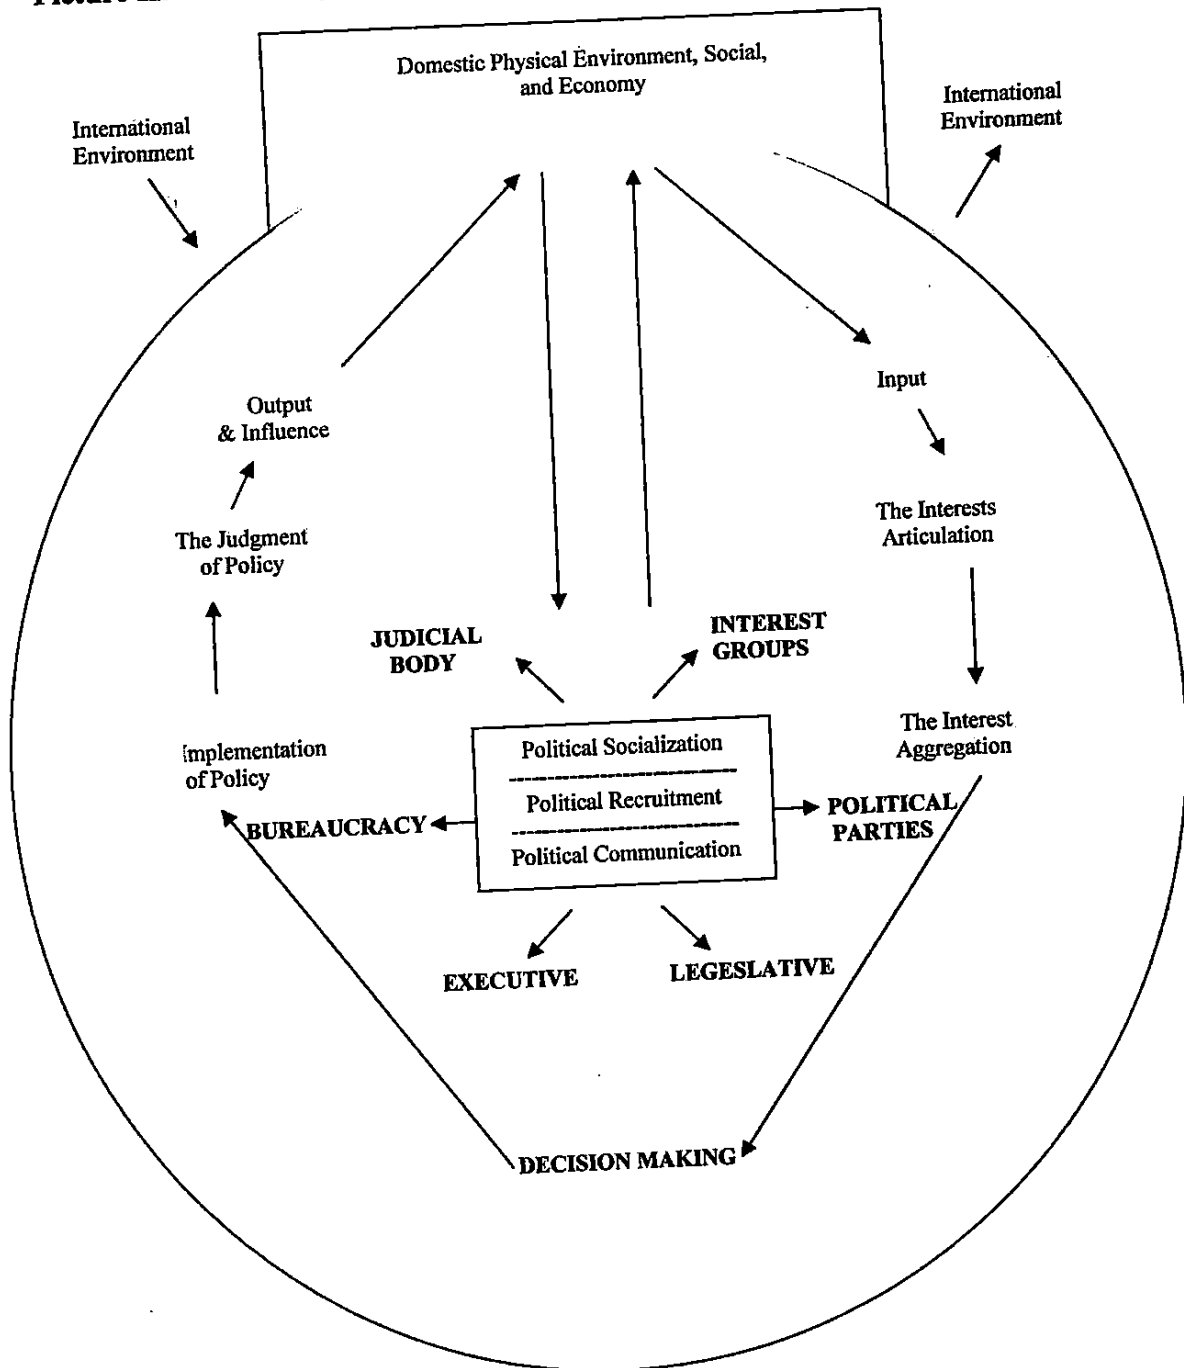 Domestic Physical Environment, Social,
and Economy
International
Environment
International
Environment
Input
Output
& Influence
The Interests
Articulation
The Judgment
of Policy
JUDICIAL
BODY
INTEREST
GROUPS
The Interest
Aggregation
Implementation
of Policy
Political Socialization
Political Recruitment
Political Communication
BUREAUCRACY
POLITICAL
PARTIES
EXECUTIVE
LEGESLATIVE
DECISION MAKING